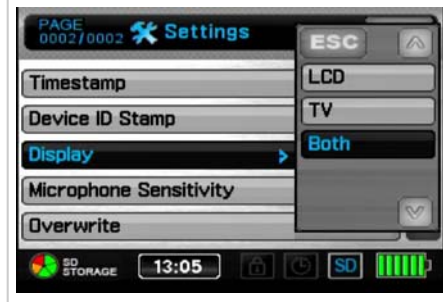 PAGE
0002/0002 Settings
ESC
Timestamp
Device ID Stamp
Display >
Microphone Sensitivity
Overwrite
LCD
TV
Both
SD
STORAGE
13:05
SD